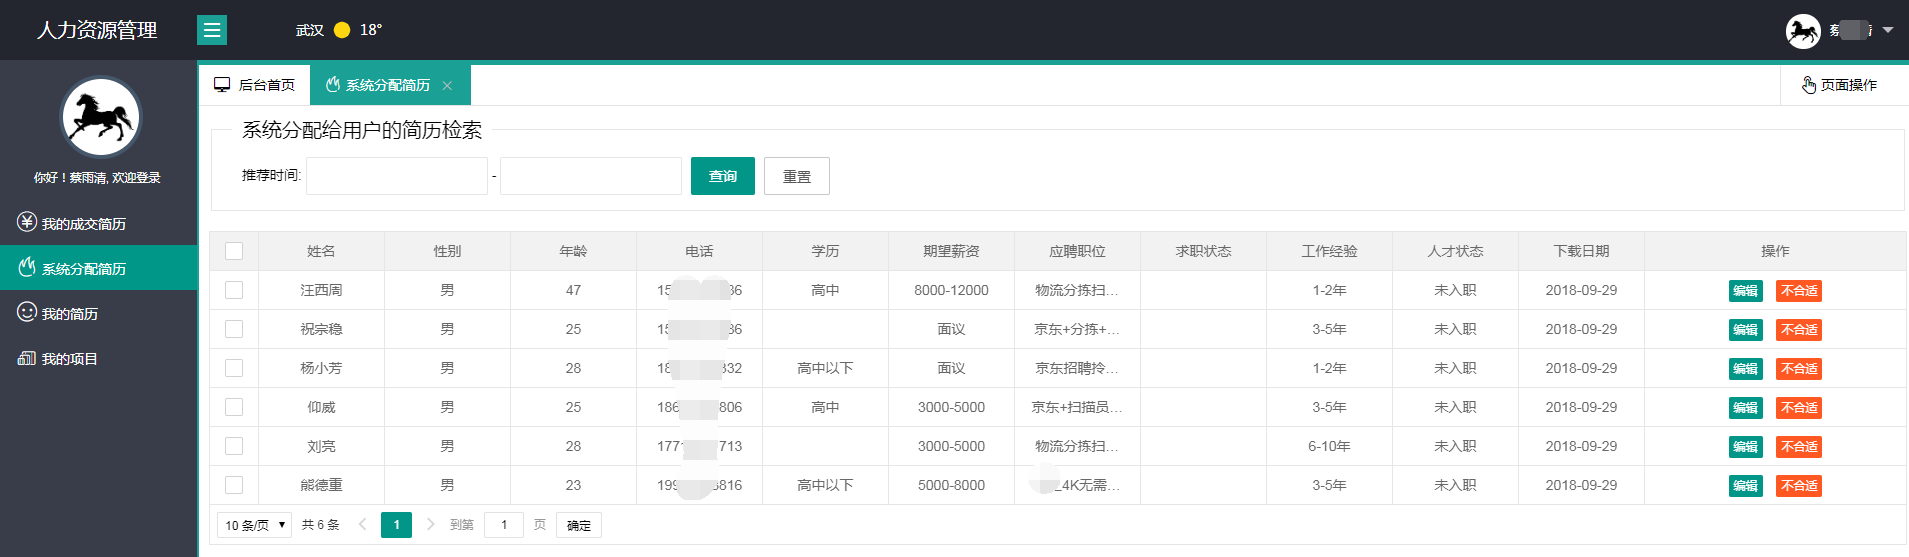 人力资源管理
武汉 18°
后台首页 系统分配简历 页面操作
你好！蔡雨清, 欢迎登录
我的成交简历
系统分配简历
我的简历
我的项目
系统分配给用户的简历检索
推荐时间: - 查询 重置
姓名 性别 年龄 电话 学历 期望薪资 应聘职位 求职状态 工作经验 人才状态 下载日期 操作
汪西周 男 47 15 36 高中 8000-12000 物流分拣扫... 1-2年 未入职 2018-09-29 编辑 不合适
祝宗稳 男 25 15 36 面议 京东+分拣+... 3-5年 未入职 2018-09-29 编辑 不合适
杨小芳 男 28 18 332 高中以下 面议 京东招聘拎... 1-2年 未入职 2018-09-29 编辑 不合适
仰威 男 25 186 806 高中 3000-5000 京东+扫描员... 3-5年 未入职 2018-09-29 编辑 不合适
刘亮 男 28 177 713 3000-5000 物流分拣扫... 6-10年 未入职 2018-09-29 编辑 不合适
熊德重 男 23 199 6816 高中以下 5000-8000 _4K无需... 3-5年 未入职 2018-09-29 编辑 不合适
10 条/页 共 6 条 1 到第 1 页 确定